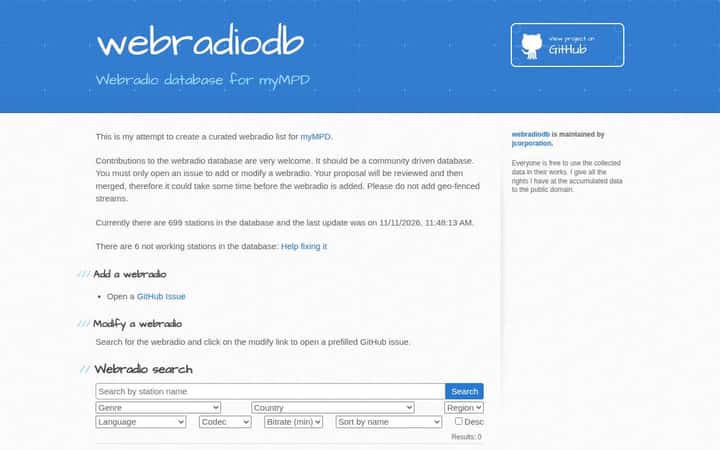 webradiodb
Webradio database for myMPD
View project on
GitHub
This is my attempt to create a curated webradio list for myMPD.
Contributions to the webradio database are very welcome. It should be a community driven database.
You must only open an issue to add or modify a webradio. Your proposal will be reviewed and then
merged, therefore it could take some time before the webradio is added. Please do not add geo-fenced
streams.
Currently there are 699 stations in the database and the last update was on 11/11/2026, 11:48:13 AM.
There are 6 not working stations in the database: Help fixing it
/// Add a webradio
• Open a GitHub Issue
/// Modify a webradio
Search for the webradio and click on the modify link to open a prefilled GitHub issue.
// Webradio search
Search by station name Search
Genre Country Region
Language Codec Bitrate (min) Sort by name Desc
Results: 0
webradiodb is maintained by
jcorporation.
Everyone is free to use the collected
data in their works. I give all the
rights I have at the accumulated data
to the public domain.